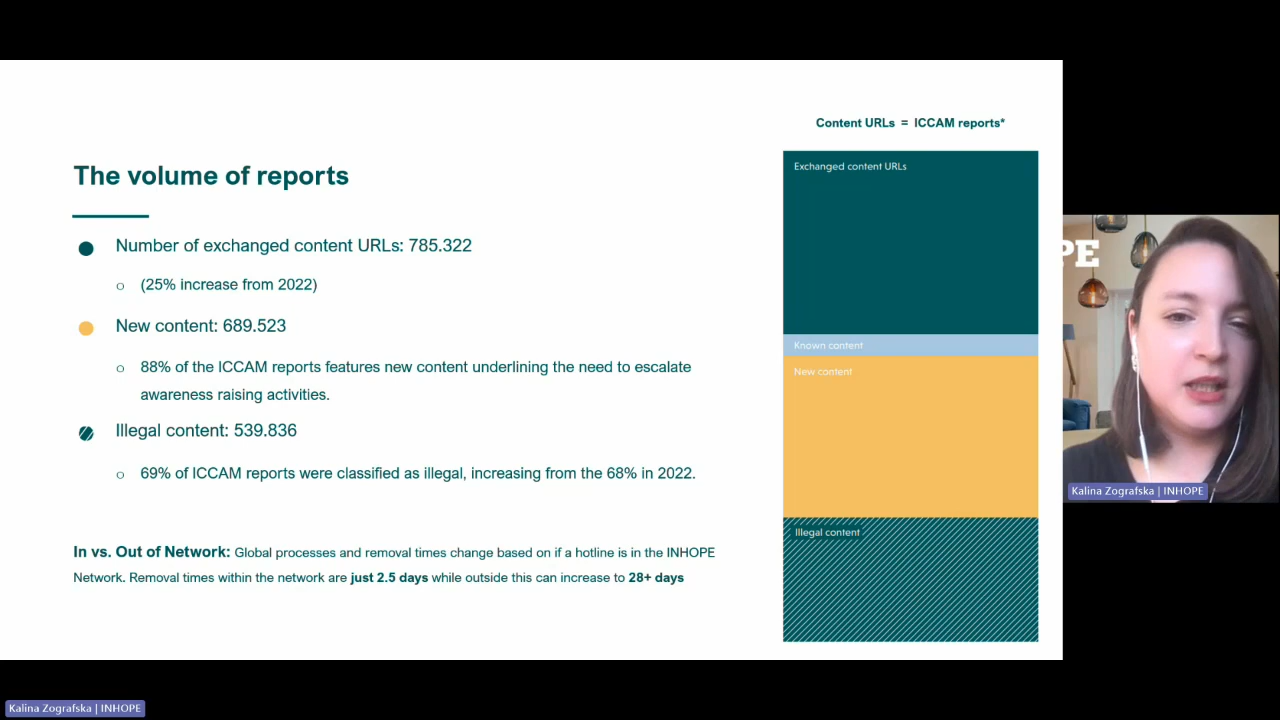 Content URLs = ICCAM reports*
The volume of reports
Number of exchanged content URLs: 785.322
(25% increase from 2022)
New content: 689.523
88% of the ICCAM reports features new content underlining the need to escalate
awareness raising activities.
Illegal content: 539.836
69% of ICCAM reports were classified as illegal, increasing from the 68% in 2022.
In vs. Out of Network: Global processes and removal times change based on if a hotline is in the INHOPE
Network. Removal times within the network are just 2.5 days while outside this can increase to 28+ days
Exchanged content URLs
Known content
New content
Illegal content
PE
Kalina Zografska | INHOPE
Kalina Zografska | INHOPE